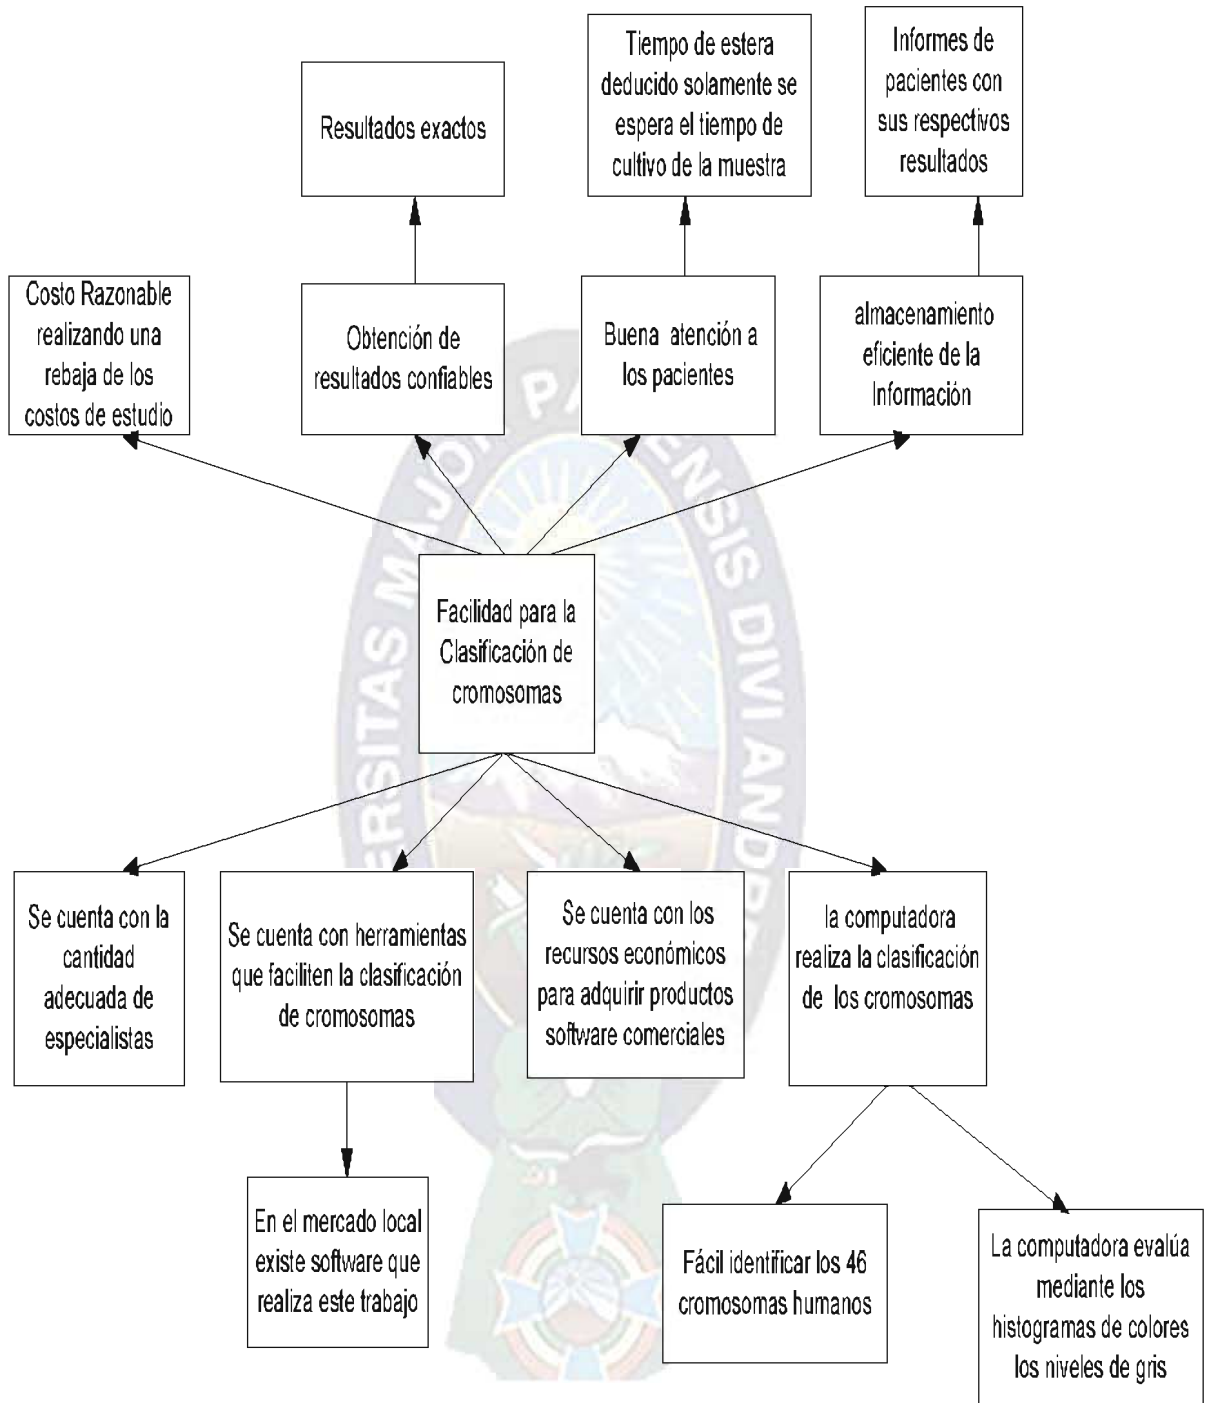 Tiempo de estera
deducido solamente se
espera el tiempo de
cultivo de la muestra
Informes de
pacientes con
sus respectivos
resultados
Resultados exactos
Costo Razonable
realizando una
rebaja de los
costos de estudio
Obtención de
resultados confiables
Buena atención a
los pacientes
almacenamiento
eficiente de la
Información
Facilidad para la
Clasificación de
cromosomas
Se cuenta con la
cantidad
adecuada de
especialistas
Se cuenta con herramientas
que faciliten la clasificación
de cromosomas
Se cuenta con los
recursos económicos
para adquirir productos
software comerciales
la computadora
realiza la clasificación
de los cromosomas
En el mercado local
existe software que
realiza este trabajo
Fácil identificar los 46
cromosomas humanos
La computadora evalúa
mediante los
histogramas de colores
los niveles de gris
MAJOR
DIVI